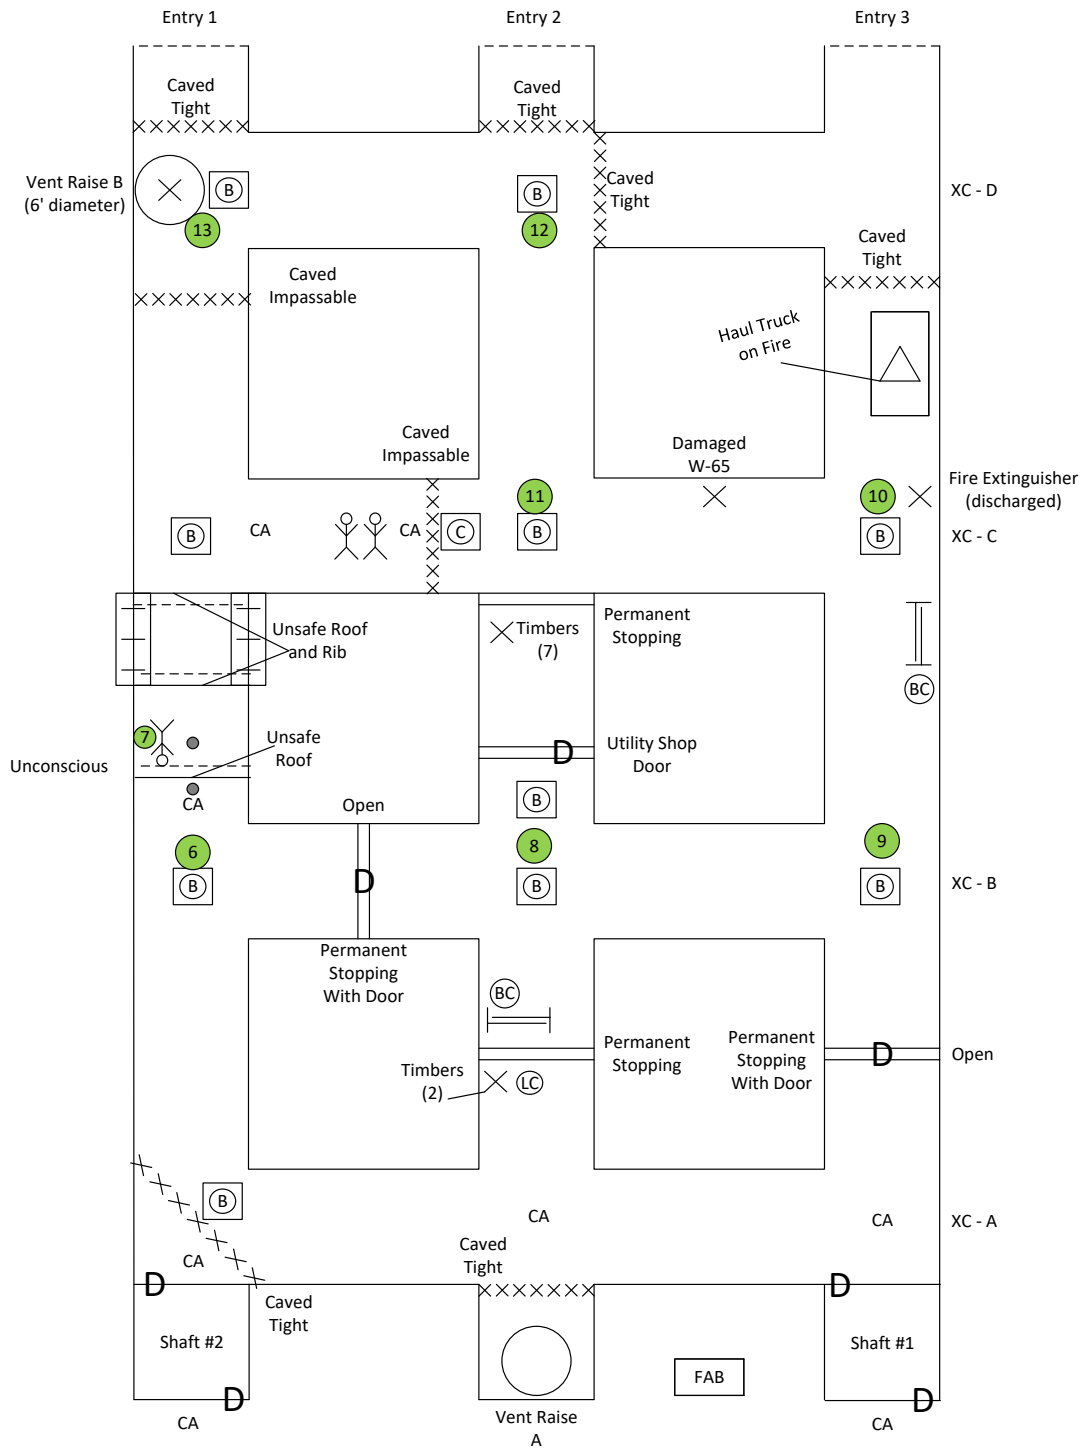 Entry 1
Entry 2
Entry 3
Caved
Tight
Caved
Tight
Vent Raise B
(6' diameter)
B
13
B
12
Caved
Tight
XC - D
Caved
Tight
Caved
Impassable
Haul Truck
on Fire
Caved
Impassable
Damaged
W-65
11
10
Fire Extinguisher
(discharged)
B
CA
CA
C
B
B
XC - C
Unsafe Roof
and Rib
Timbers
(7)
Permanent
Stopping
BC
7
Unconscious
Unsafe
Roof
D
Utility Shop
Door
CA
Open
B
6
8
9
B
D
B
B
XC - B
Permanent
Stopping
With Door
BC
Timbers
(2)
LC
Permanent
Stopping
Permanent
Stopping
With Door
D
Open
B
CA
CA
CA
XC - A
Caved
Tight
D
D
Caved
Tight
Shaft #2
Shaft #1
FAB
D
D
CA
Vent Raise
A
CA